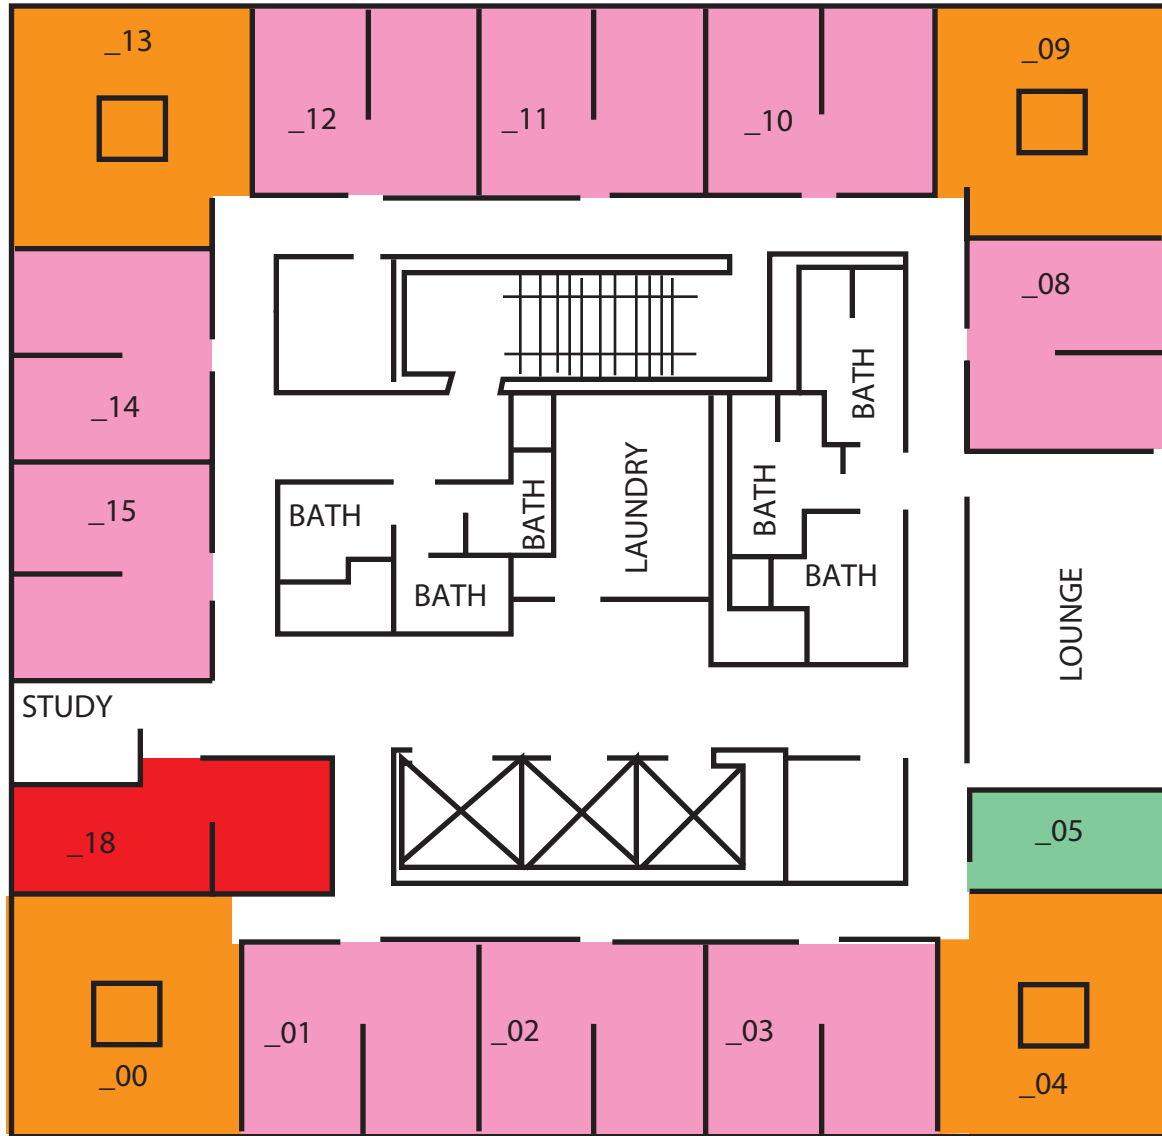 _13
_09
_12
_11
_10
_08
BATH
_14
LAUNDRY
_15
BATH
BATH
BATH
BATH
BATH
LOUNGE
STUDY
_18
_05
_01
_02
_03
_00
_04